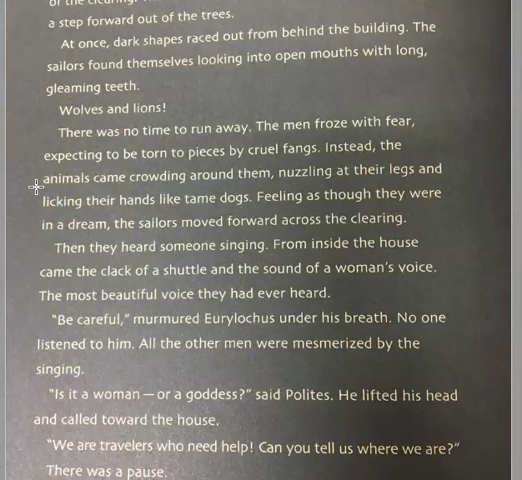 of the clearing.
a step forward out of the trees.
At once, dark shapes raced out from behind the building. The
sailors found themselves looking into open mouths with long,
gleaming teeth.
Wolves and lions!
There was no time to run away. The men froze with fear,
expecting to be torn to pieces by cruel fangs. Instead, the
animals came crowding around them, nuzzling at their legs and
licking their hands like tame dogs. Feeling as though they were
in a dream, the sailors moved forward across the clearing.
Then they heard someone singing. From inside the house
came the clack of a shuttle and the sound of a woman's voice.
The most beautiful voice they had ever heard.
"Be careful," murmured Eurylochus under his breath. No one
listened to him. All the other men were mesmerized by the
singing.
"Is it a woman — or a goddess?" said Polites. He lifted his head
and called toward the house.
"We are travelers who need help! Can you tell us where we are?"
There was a pause.